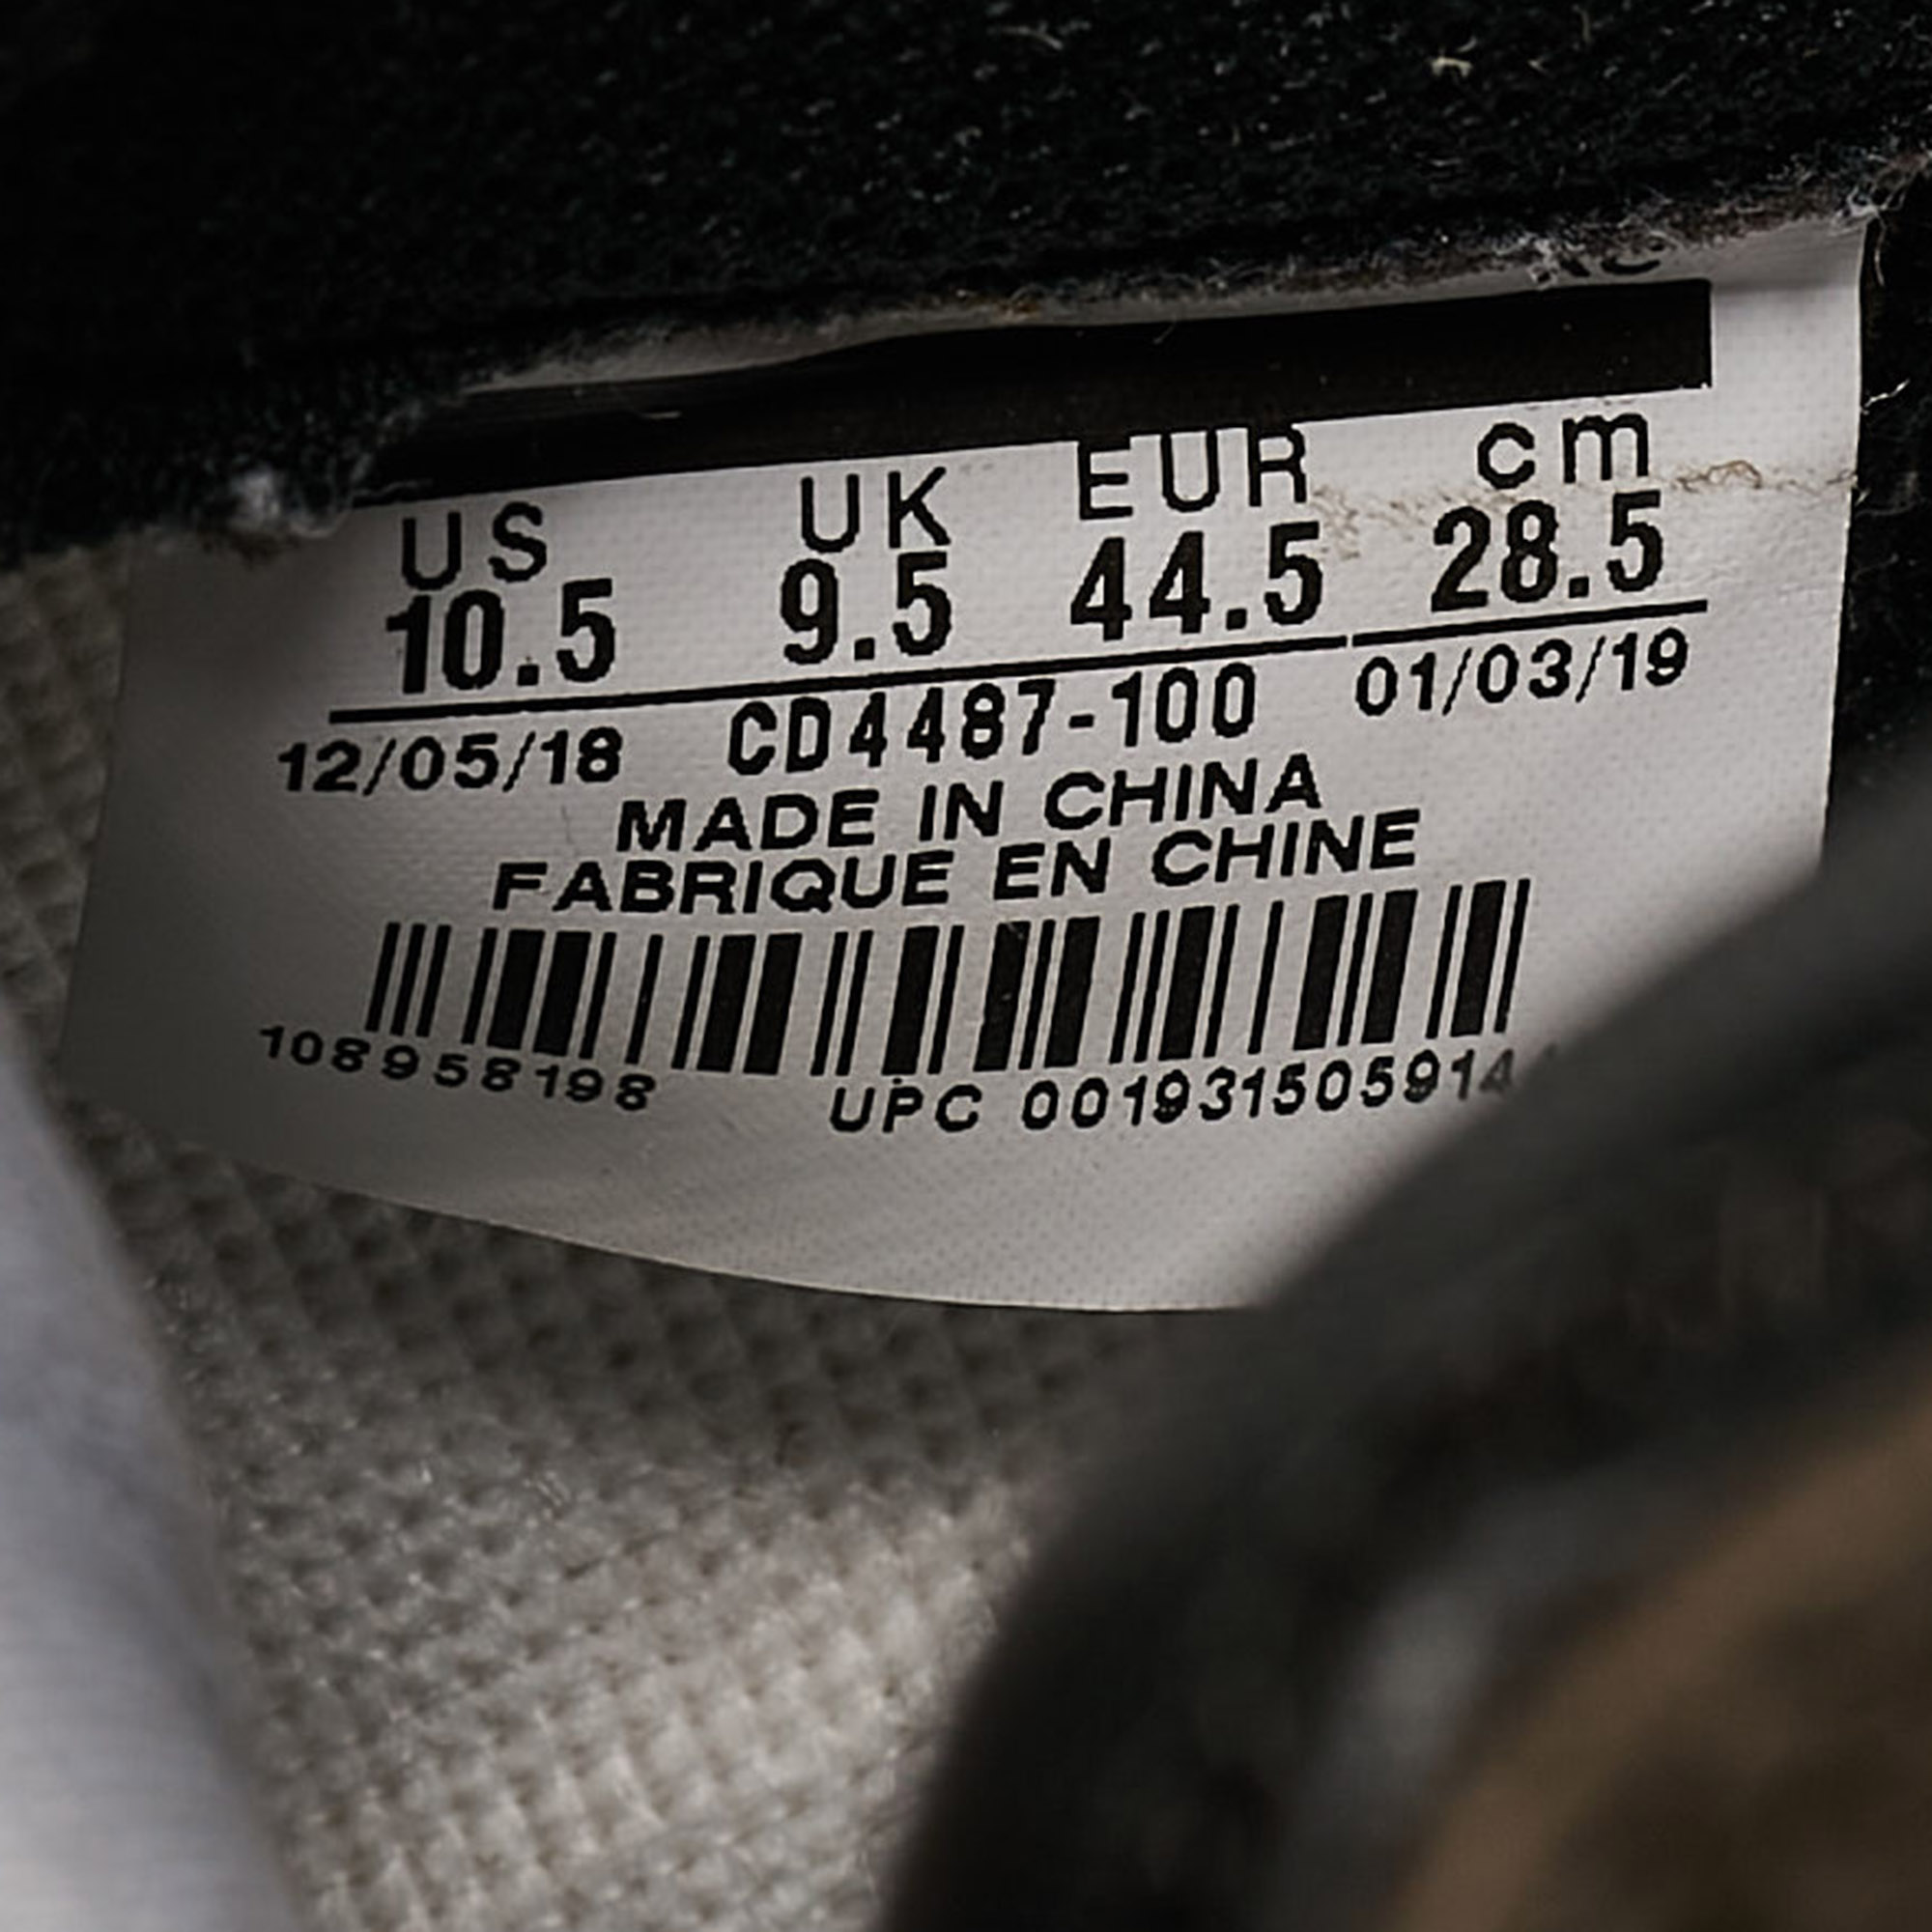 US UK EUR cm
10.5 9.5 44.5 28.5
12/05/18 CD4487-100 01/03/19
MADE IN CHINA
FABRIQUE EN CHINE
108958198 UPC 001931505914